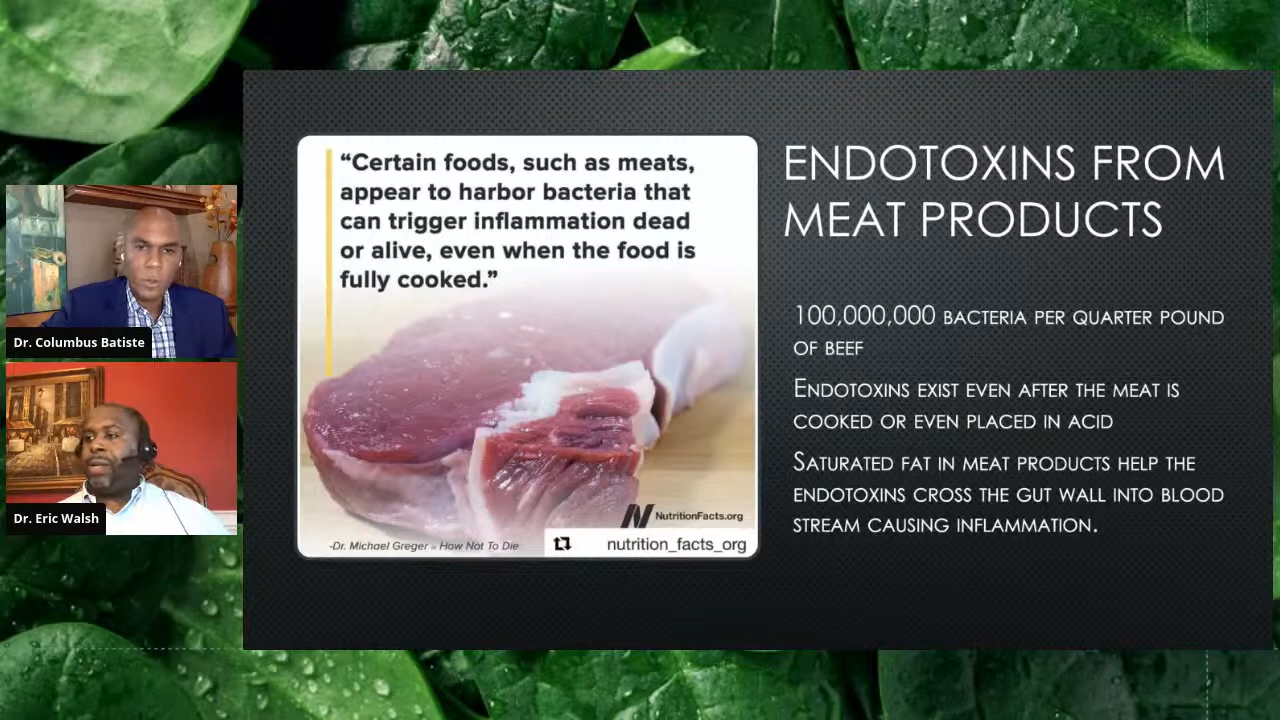 Dr. Columbus Batiste
Dr. Eric Walsh
“Certain foods, such as meats,
appear to harbor bacteria that
can trigger inflammation dead
or alive, even when the food is
fully cooked.”
NutritionFacts.org
-Dr. Michael Greger - How Not To Die
nutrition_facts_org
ENDOTOXINS FROM
MEAT PRODUCTS
100,000,000 BACTERIA PER QUARTER POUND
OF BEEF
ENDOTOXINS EXIST EVEN AFTER THE MEAT IS
COOKED OR EVEN PLACED IN ACID
SATURATED FAT IN MEAT PRODUCTS HELP THE
ENDOTOXINS CROSS THE GUT WALL INTO BLOOD
STREAM CAUSING INFLAMMATION.